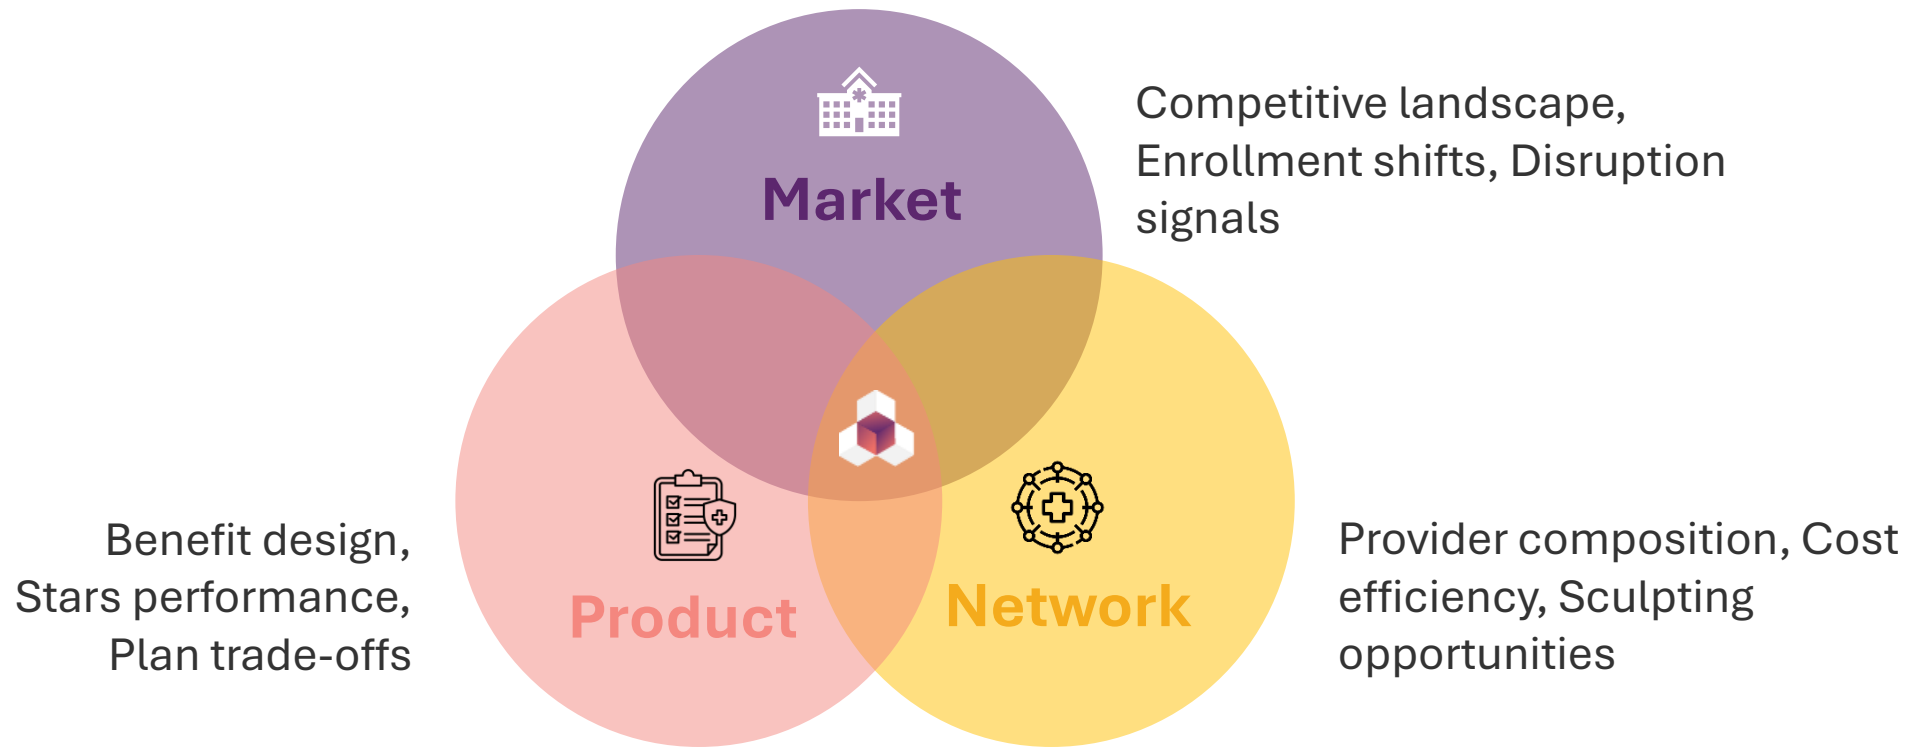 Market
Competitive landscape,
Enrollment shifts, Disruption
signals
Benefit design,
Stars performance,
Plan trade-offs
Product
Network
Provider composition, Cost
efficiency, Sculpting
opportunities